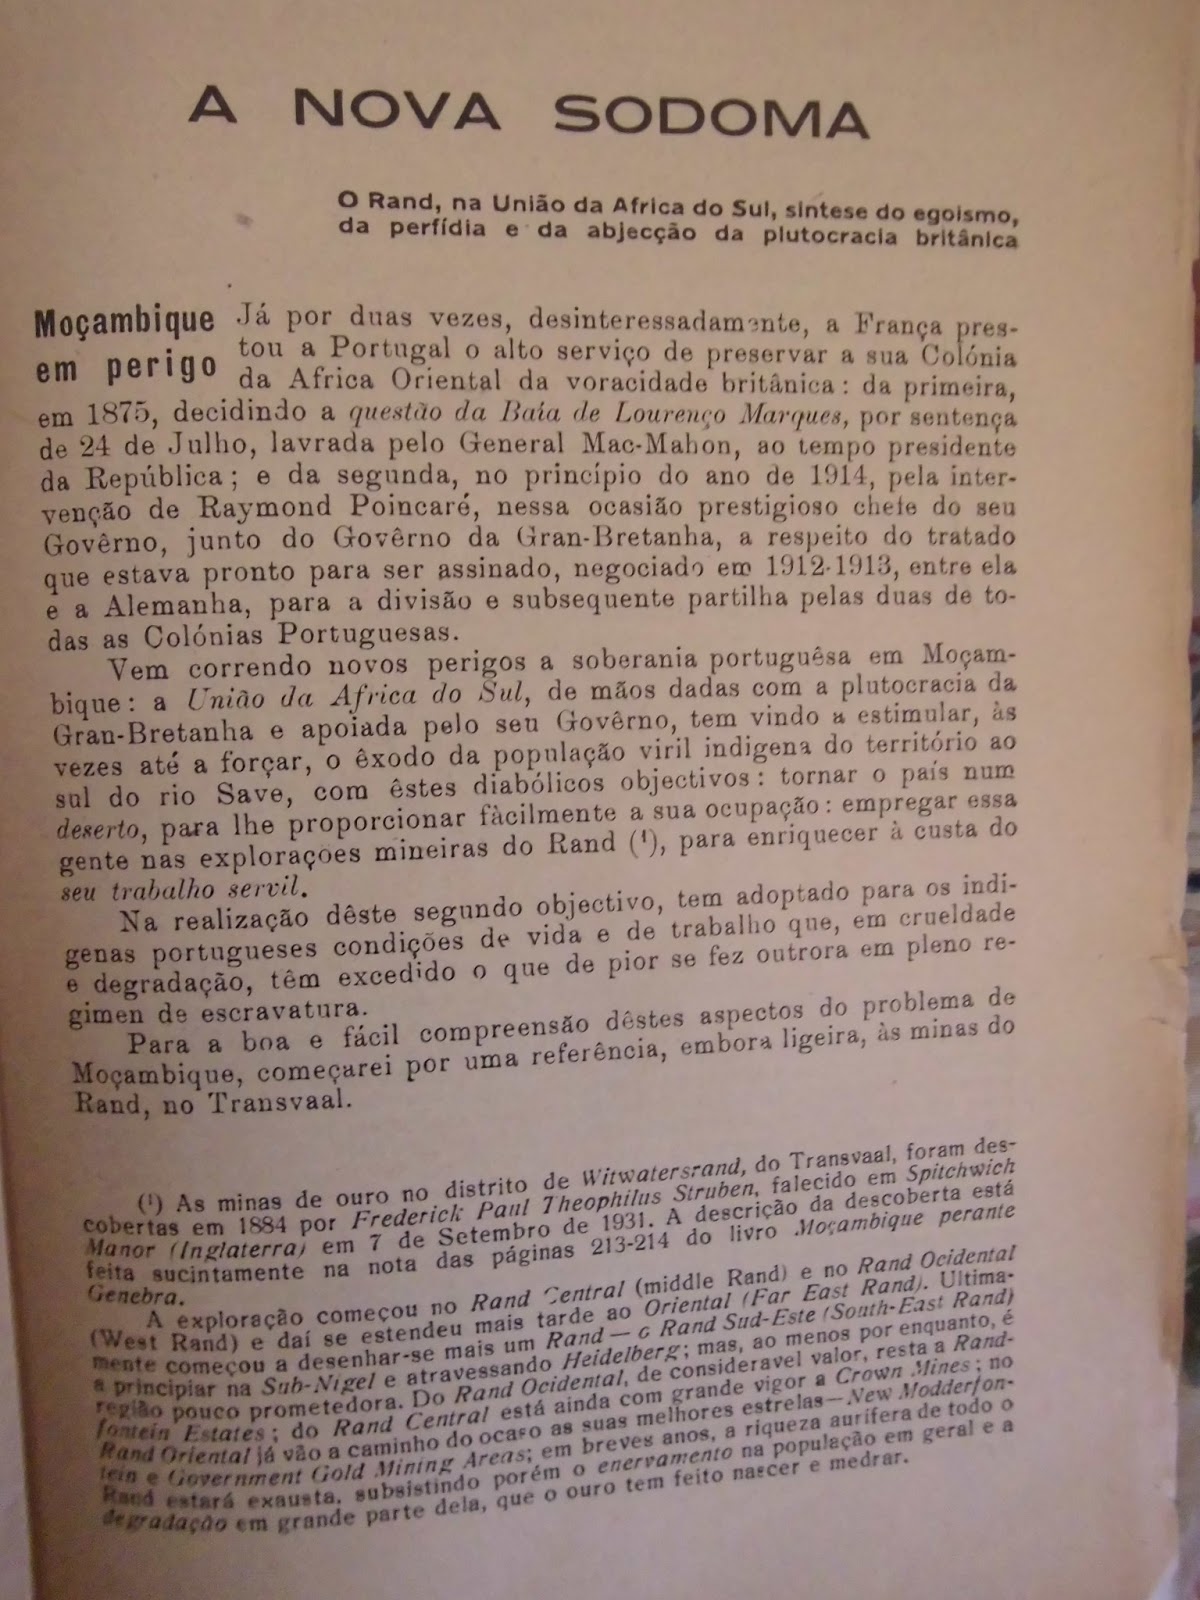 A NOVA SODOMA
O Rand, na União da Africa do Sul, síntese do egoismo,
da perfídia e da abjecção da plutocracia britânica
Moçambique
em perigo
Já por duas vezes, desinteressadamente, a França pres-
tou a Portugal o alto serviço de preservar a sua Colónia
da Africa Oriental da voracidade britânica: da primeira,
em 1875, decidindo a questão da Baía de Lourenço Marques, por sentença
de 24 de Julho, lavrada pelo General Mac-Mahon, ao tempo presidente
da República; e da segunda, no princípio do ano de 1914, pela inter-
venção de Raymond Poincaré, nessa ocasião prestigioso chefe do seu
Govêrno, junto do Govêrno da Gran-Bretanha, a respeito do tratado
que estava pronto para ser assinado, negociado em 1912-1913, entre ela
e a Alemanha, para a divisão e subsequente partilha pelas duas de to-
das as Colónias Portuguesas.
Vem correndo novos perigos a soberania portuguêsa em Moçam-
bique: a União da Africa do Sul, de mãos dadas com a plutocracia da
Gran-Bretanha e apoiada pelo seu Govêrno, tem vindo a estimular, às
vezes até a forçar, o êxodo da população viril indigena do território ao
sul do rio Save, com êstes diabólicos objectivos: tornar o país num
deserto, para lhe proporcionar fàcilmente a sua ocupação: empregar essa
gente nas explorações mineiras do Rand (¹), para enriquecer à custa do
seu trabalho servil.
Na realização dêste segundo objectivo, tem adoptado para os indi-
genas portugueses condições de vida e de trabalho que, em crueldade
e degradação, têm excedido o que de pior se fez outrora em pleno re-
gimen de escravatura.
Para a boa e fácil compreensão dêstes aspectos do problema de
Moçambique, começarei por uma referência, embora ligeira, às minas do
Rand, no Transvaal.
(¹) As minas de ouro no distrito de Witwatersrand, do Transvaal, foram des-
cobertas em 1884 por Frederick Paul Theophilus Struben, falecido em Spitchwich
Manor (Inglaterra) em 7 de Setembro de 1931. A descrição da descoberta está
feita sucintamente na nota das páginas 213-214 do livro Moçambique perante
Genebra.
A exploração começou no Rand Central (middle Rand) e no Rand Ocidental
(West Rand) e daí se estendeu mais tarde ao Oriental (Far East Rand). Ultima-
mente começou a desenhar-se mais um Rand — o Rand Sud-Este (South-East Rand)
a principiar na Sub-Nigel e atravessando Heidelberg; mas, ao menos por enquanto, é
região pouco prometedora. Do Rand Ocidental, de consideravel valor, resta a Rand-
fontein Estates; do Rand Central está ainda com grande vigor a Crown Mines; no
Rand Oriental já vão a caminho do ocaso as suas melhores estrelas — New Modderfon-
tein e Government Gold Mining Areas; em breves anos, a riqueza aurífera de todo o
Rand estará exausta, subsistindo porém o enervamento na população em geral e a
degradação em grande parte dela, que o ouro tem feito nascer e medrar.